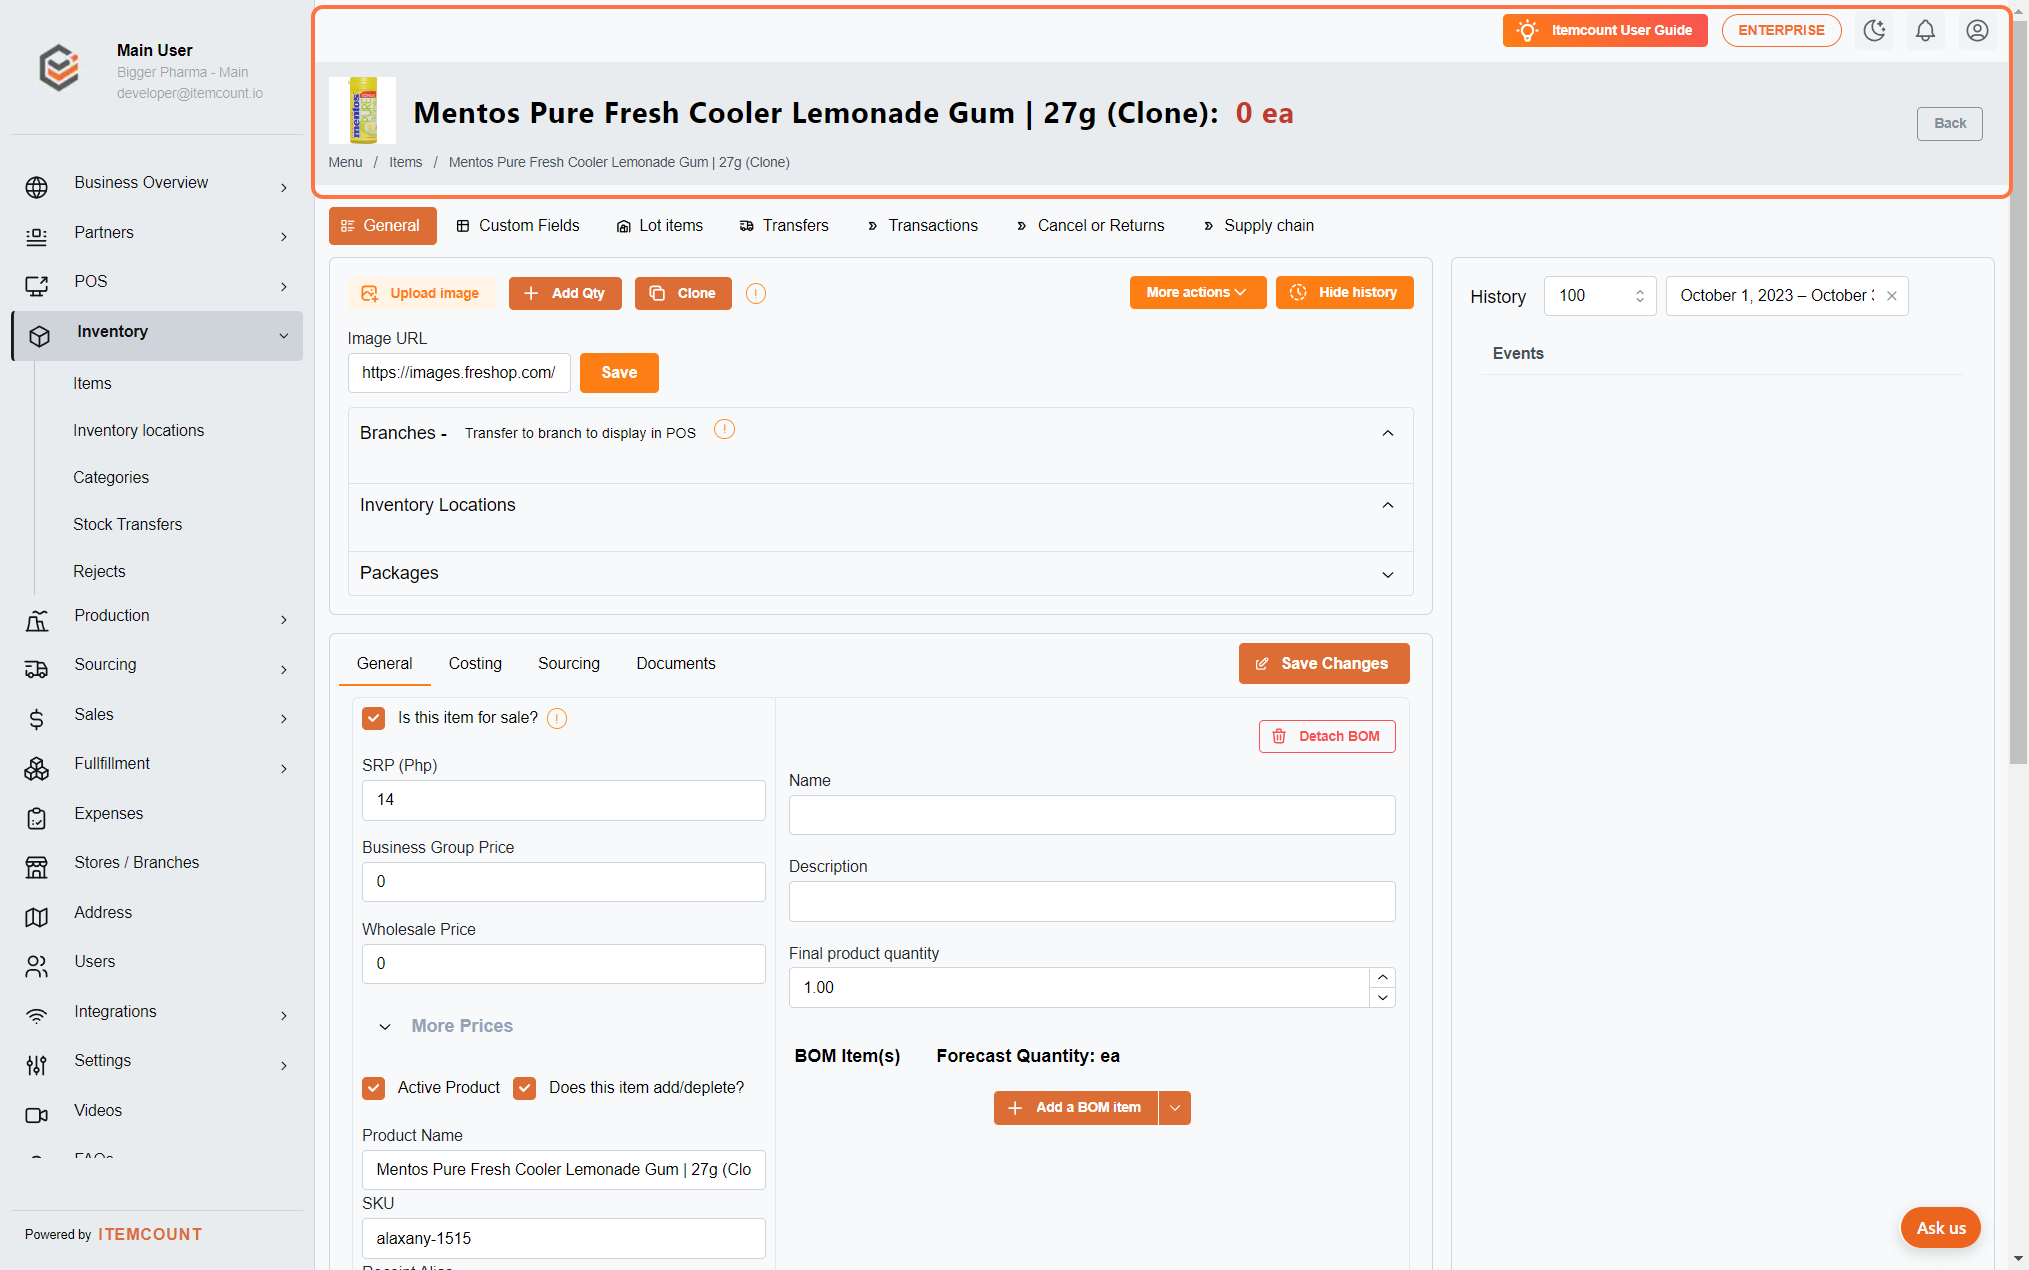 Main User
Bigger Pharma - Main
developer@itemcount.io
Business Overview
Partners
POS
Inventory
Items
Inventory locations
Categories
Stock Transfers
Rejects
Production
Sourcing
Sales
Fullfillment
Expenses
Stores / Branches
Address
Users
Integrations
Settings
Videos
FAQs
Powered by ITEMCOUNT
Itemcount User Guide
ENTERPRISE
mentos
Mentos Pure Fresh Cooler Lemonade Gum | 27g (Clone): 0 ea
Back
Menu / Items / Mentos Pure Fresh Cooler Lemonade Gum | 27g (Clone)
General
Custom Fields
Lot items
Transfers
Transactions
Cancel or Returns
Supply chain
Upload image
Add Qty
Clone
More actions
Hide history
Image URL
https://images.freshop.com/
Save
Branches - Transfer to branch to display in POS
Inventory Locations
Packages
History
100
October 1, 2023 – October
Events
General
Costing
Sourcing
Documents
Save Changes
Is this item for sale?
SRP (Php)
14
Business Group Price
0
Wholesale Price
0
More Prices
Active Product
Does this item add/deplete?
Product Name
Mentos Pure Fresh Cooler Lemonade Gum | 27g (Clo
SKU
alaxany-1515
Receipt Alias
Detach BOM
Name
Description
Final product quantity
1.00
BOM Item(s)
Forecast Quantity: ea
Add a BOM item
Ask us